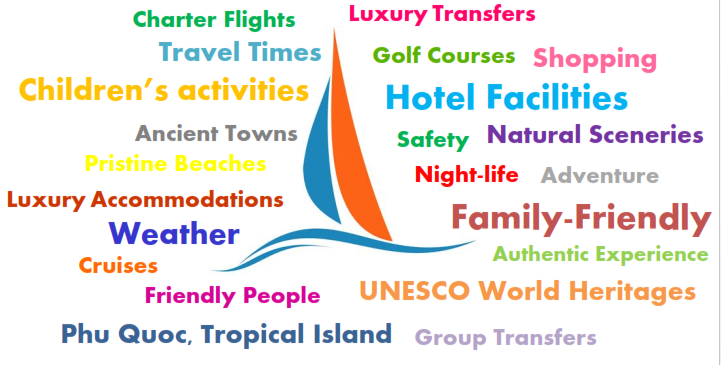 Charter Flights
Luxury Transfers
Travel Times
Golf Courses
Shopping
Children's activities
Hotel Facilities
Ancient Towns
Safety
Natural Sceneries
Pristine Beaches
Night-life
Adventure
Luxury Accommodations
Family-Friendly
Weather
Authentic Experience
Cruises
Friendly People
UNESCO World Heritages
Phu Quoc, Tropical Island
Group Transfers